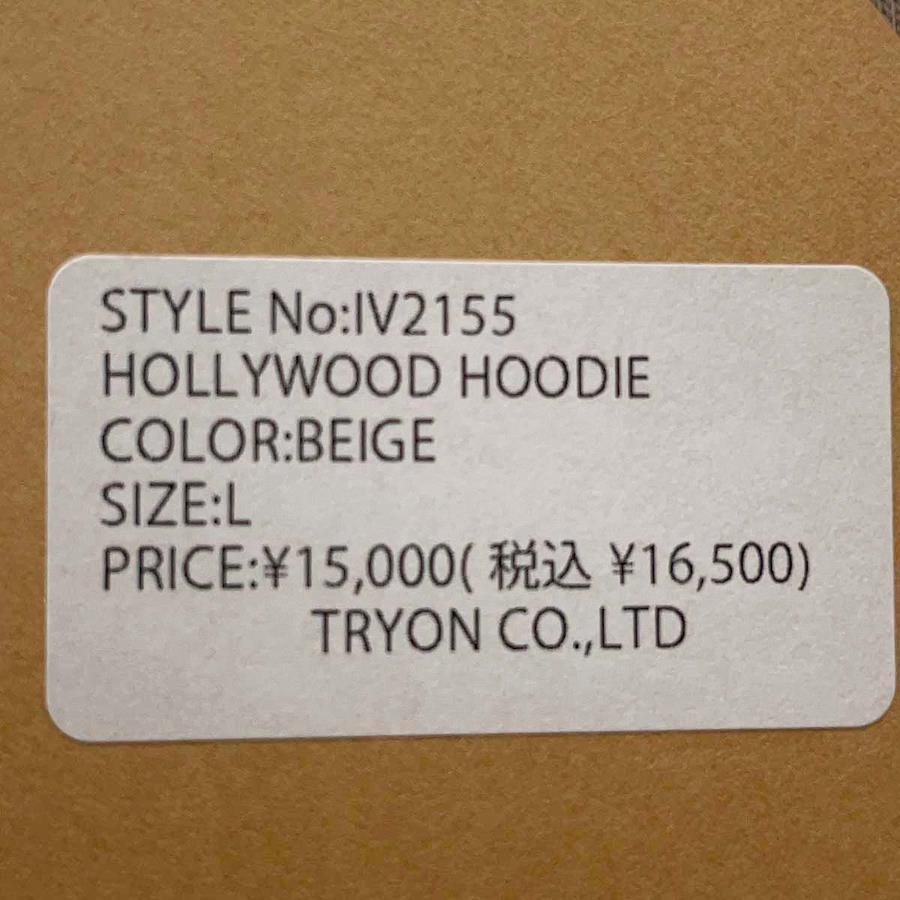 STYLE No:IV2155
HOLLYWOOD HOODIE
COLOR:BEIGE
SIZE:L
PRICE:¥15,000( 税込 ¥16,500)
TRYON CO.,LTD